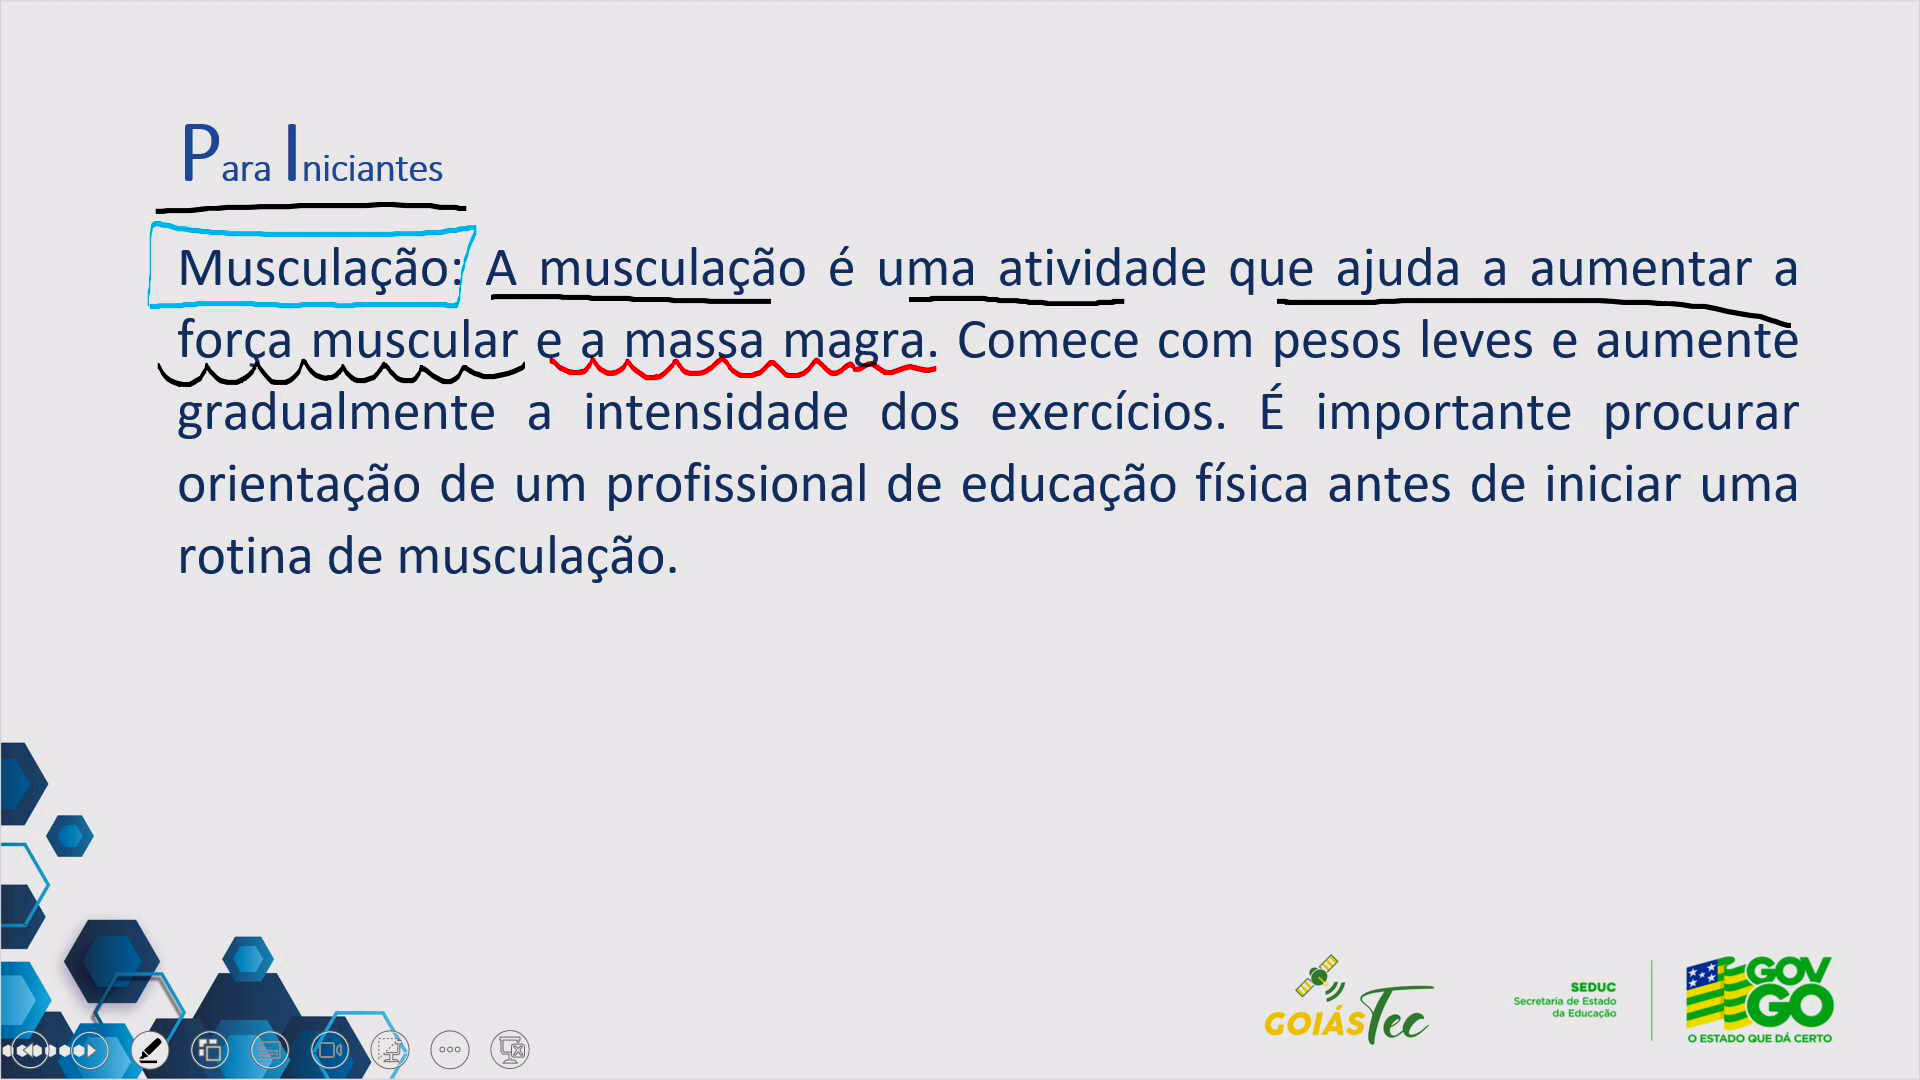 Para Iniciantes
Musculação: A musculação é uma atividade que ajuda a aumentar a
força muscular e a massa magra. Comece com pesos leves e aumente
gradualmente a intensidade dos exercícios. É importante procurar
orientação de um profissional de educação física antes de iniciar uma
rotina de musculação.
GOIÁSTec
SEDUC
Secretaria de Estado
da Educação
GOV
GO
O ESTADO QUE DÁ CERTO